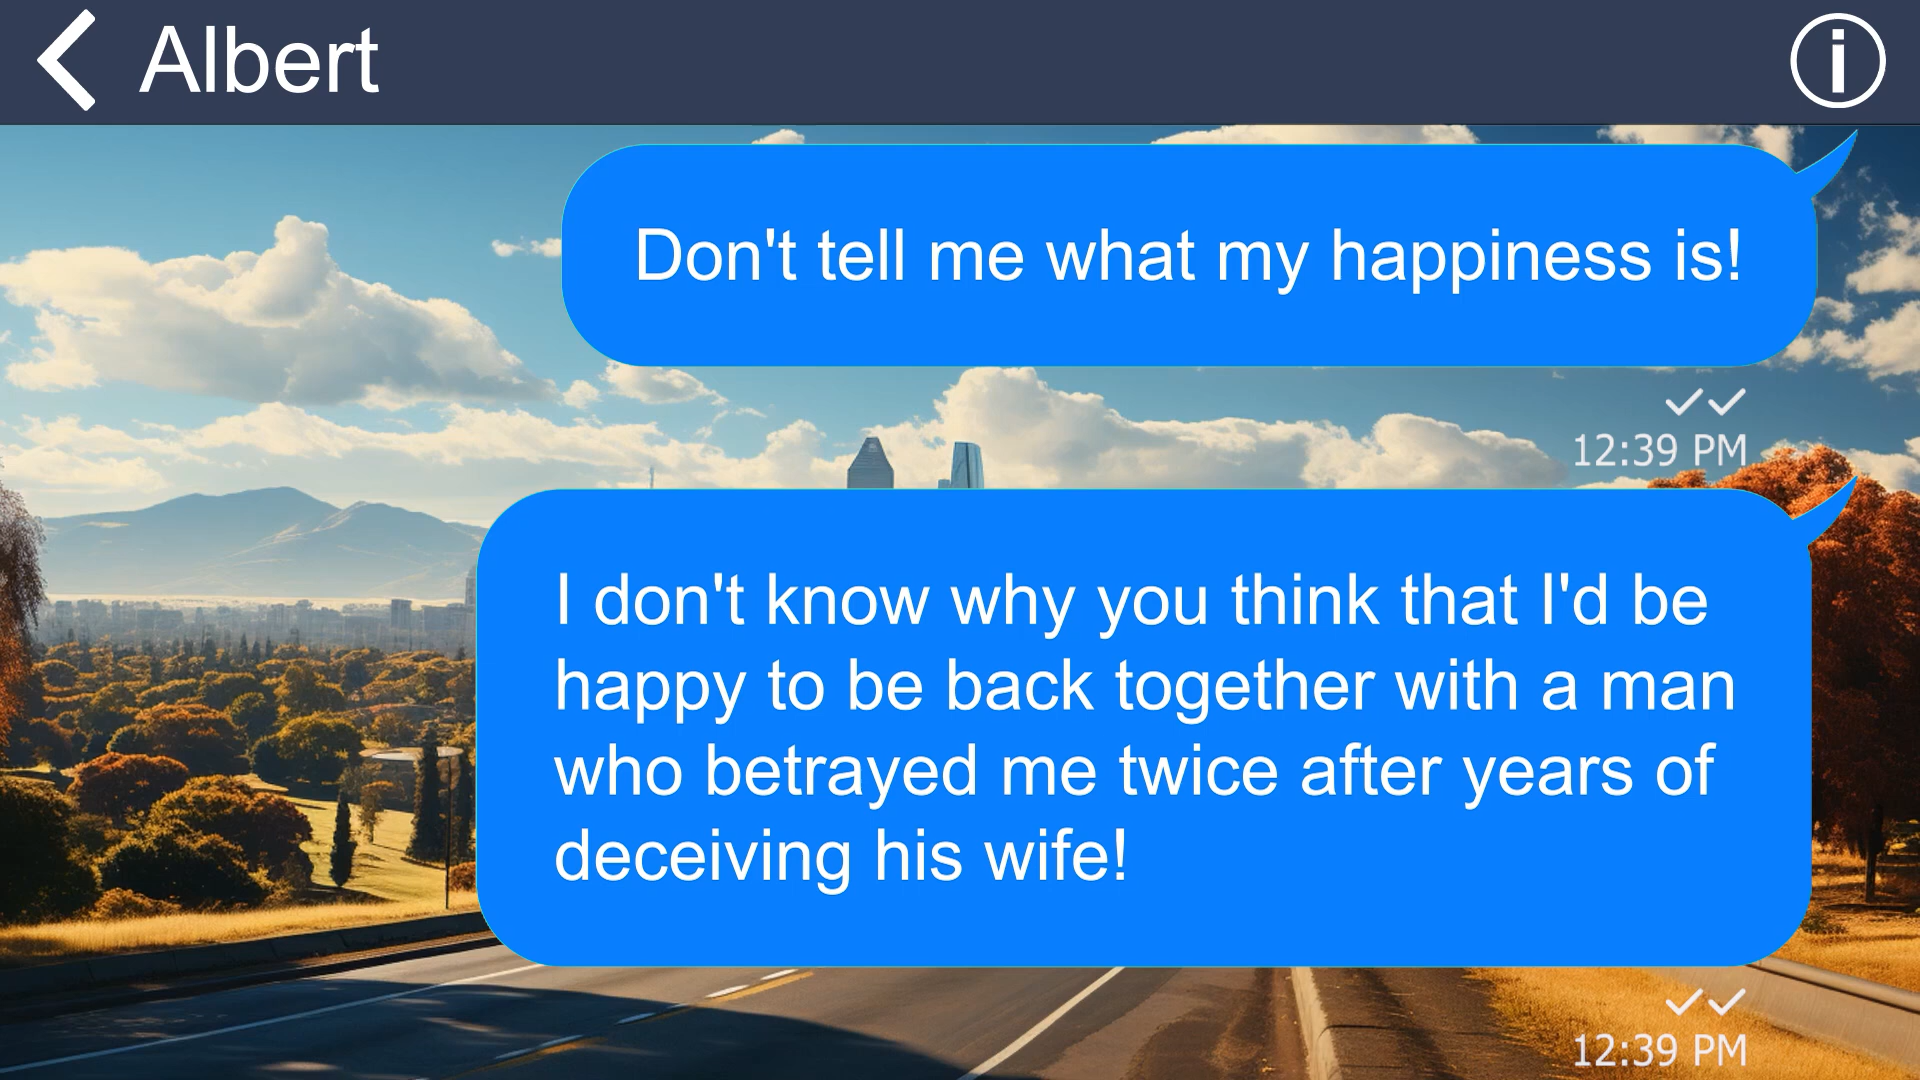 Albert
Don't tell me what my happiness is!
12:39 PM
I don't know why you think that I'd be
happy to be back together with a man
who betrayed me twice after years of
deceiving his wife!
12:39 PM